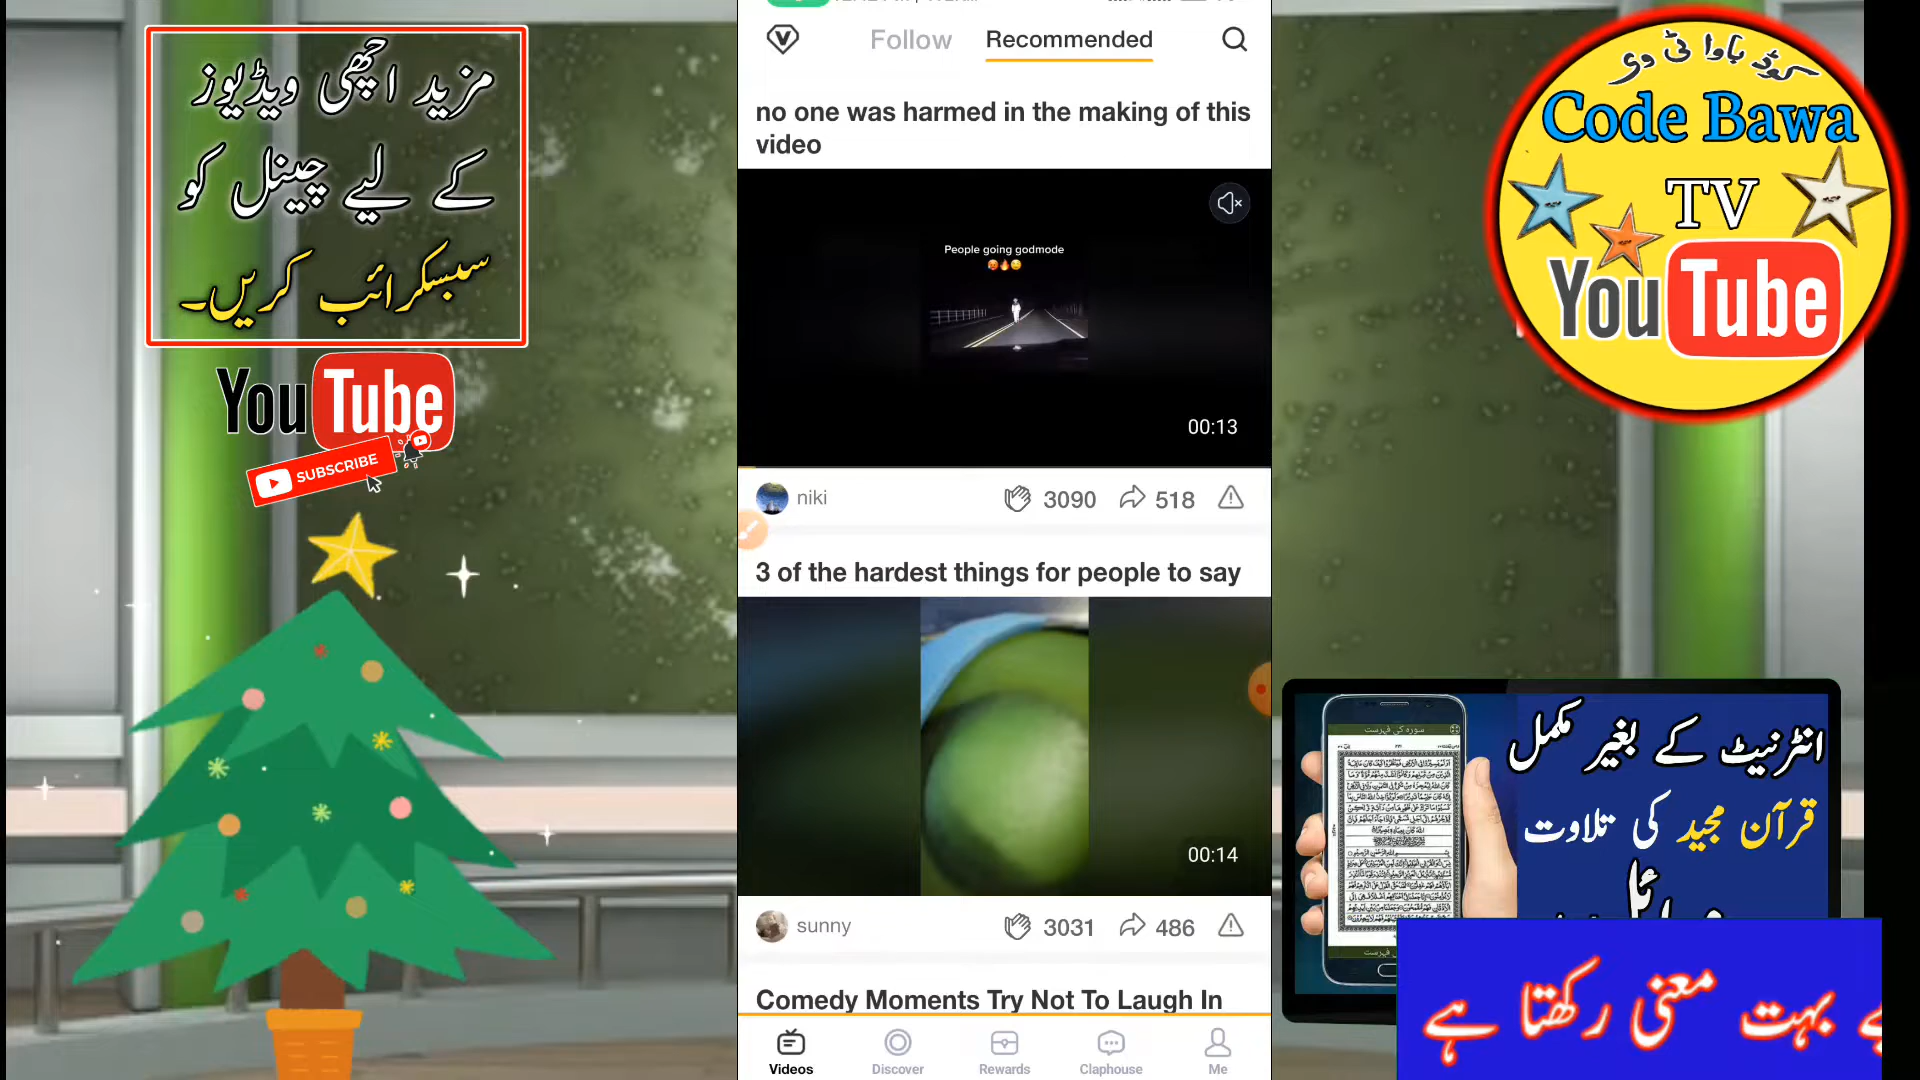 مزید اچھی ویڈیوز
کے لیے چینل کو
سبسکرائب کریں۔
YouTube
SUBSCRIBE
Follow
Recommended
no one was harmed in the making of this
video
People going godmode
00:13
niki
3090
518
3 of the hardest things for people to say
00:14
sunny
3031
486
Comedy Moments Try Not To Laugh In
Videos
Discover
Rewards
Claphouse
Me
کوڈ باوا ٹی وی
Code Bawa
TV
YouTube
سورہ کی فہرست
انٹرنیٹ کے بغیر مکمل
قرآن مجید کی تلاوت
بہت معنی رکھتا ہے